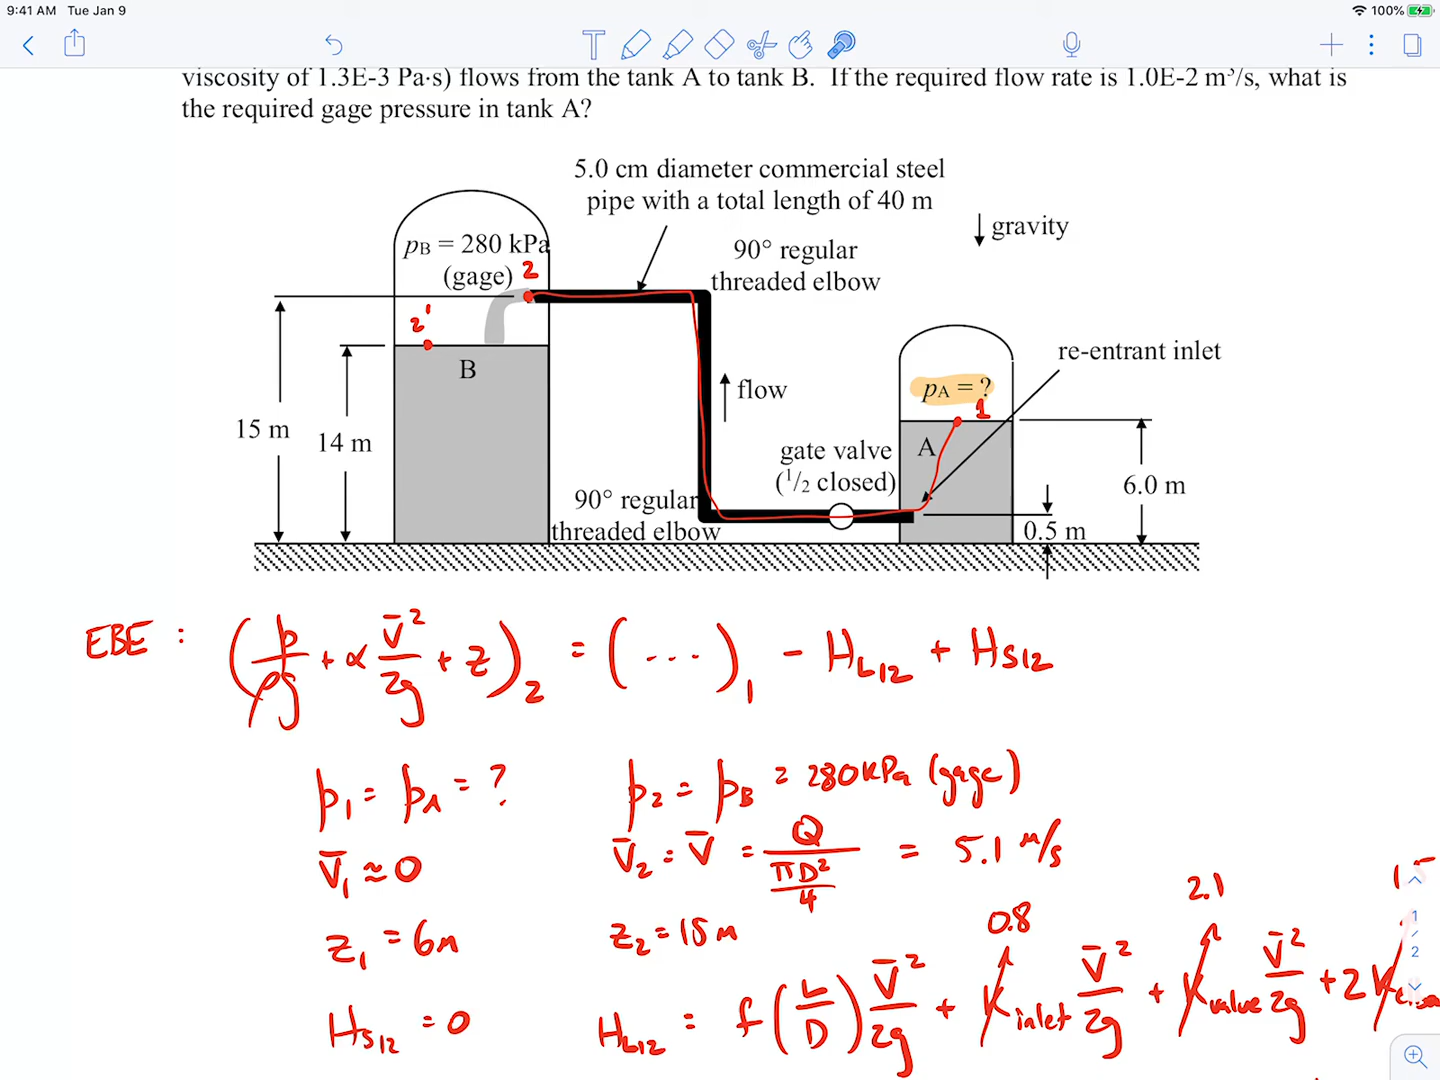 9:41 AM Tue Jan 9
100%
viscosity of 1.3E-3 Pa·s) flows from the tank A to tank B. If the required flow rate is 1.0E-2 m³/s, what is
the required gage pressure in tank A?
5.0 cm diameter commercial steel
pipe with a total length of 40 m
gravity
pB = 280 kPa
(gage)
2
90° regular
threaded elbow
2'
B
re-entrant inlet
flow
pA = ?
1
15 m
14 m
gate valve
(1/2 closed)
A
6.0 m
90° regular
threaded elbow
0.5 m
EBE : (p/ρg + α V̄²/2g + z)₂ = (...)₁ - HL12 + HS12
p₁ = pA = ?
p₂ = pB = 280 kPa (gage)
V̄₁ ≈ 0
V̄₂ = V̄ = Q/(πD²/4) = 5.1 m/s
z₁ = 6m
z₂ = 15m
0.8
2.1
HS12 = 0
HL12 = f(L/D) V̄²/2g + Kinlet V̄²/2g + Kvalve V̄²/2g + 2K
1
2